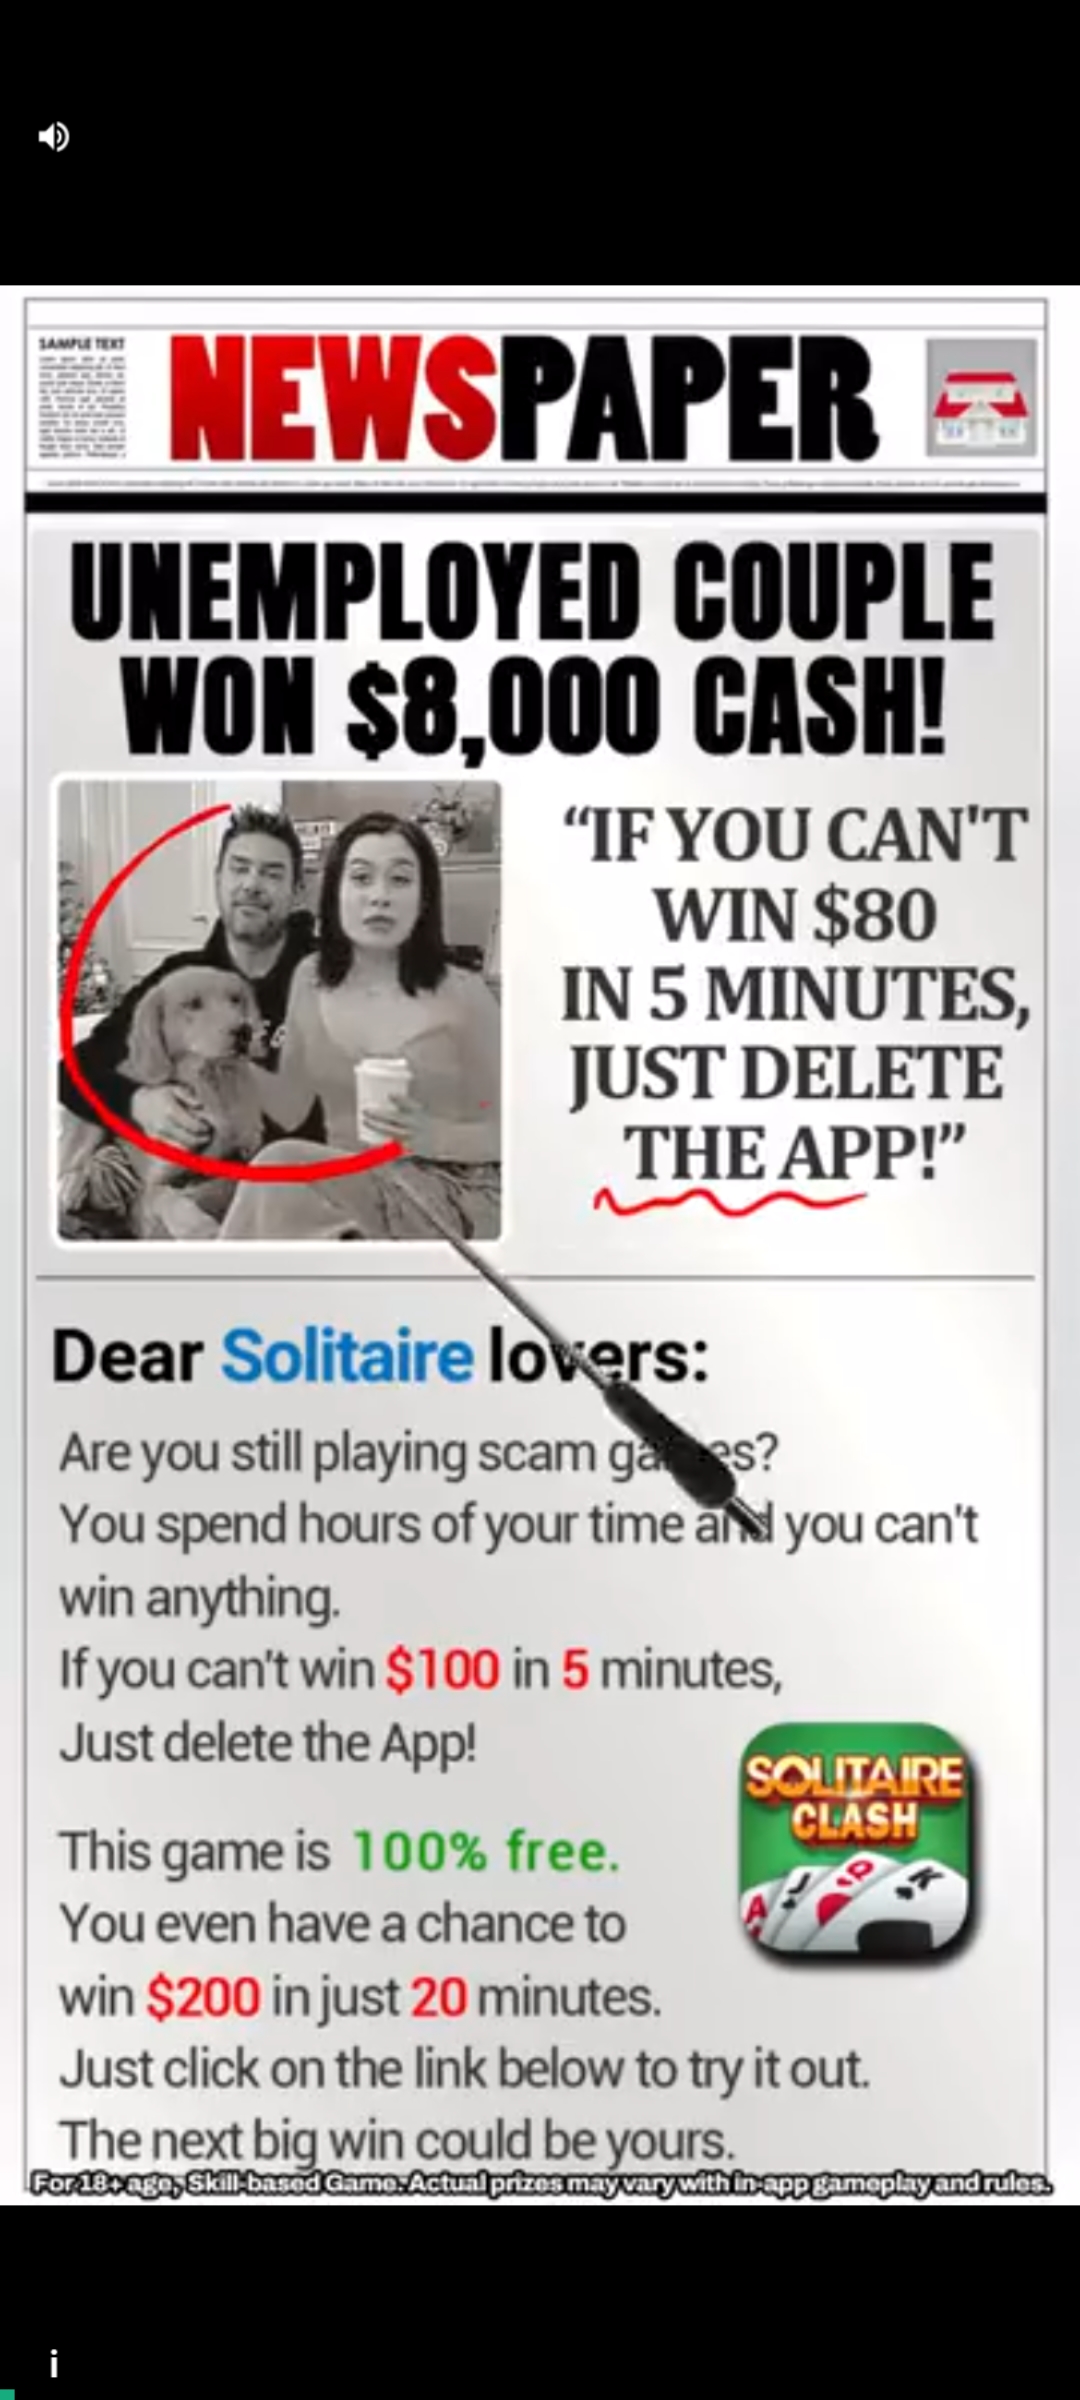 SAMPLE TEXT
NEWSPAPER
UNEMPLOYED COUPLE
WON $8,000 CASH!
“IF YOU CAN'T
WIN $80
IN 5 MINUTES,
JUST DELETE
THE APP!”
Dear Solitaire lovers:
Are you still playing scam games?
You spend hours of your time and you can't
win anything.
If you can't win $100 in 5 minutes,
Just delete the App!
SOLITAIRE
CLASH
A J Q K
This game is 100% free.
You even have a chance to
win $200 in just 20 minutes.
Just click on the link below to try it out.
The next big win could be yours.
For 18+ age, Skill-based Game. Actual prizes may vary with in-app gameplay and rules.
i